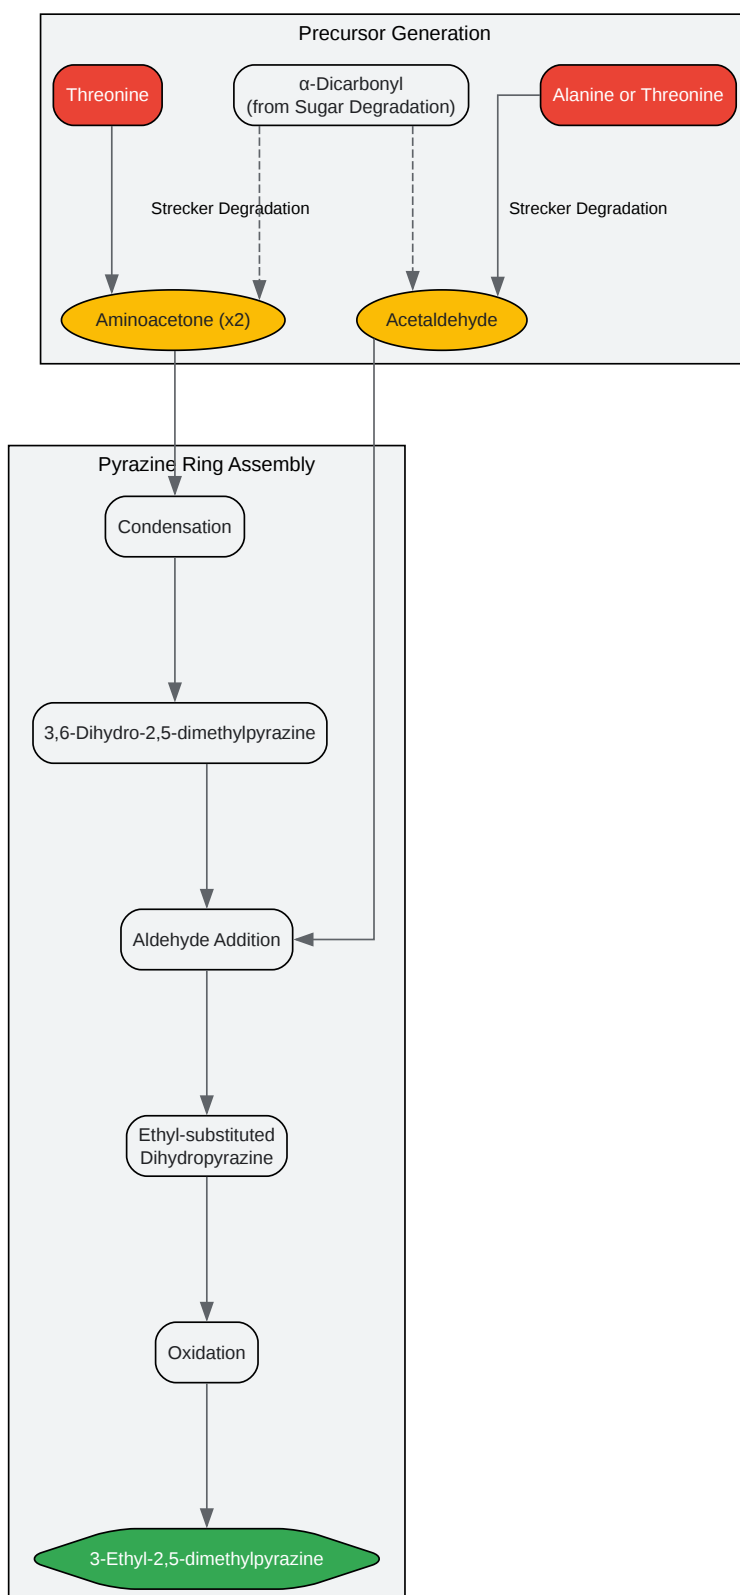 Precursor Generation
Threonine
α-Dicarbonyl
(from Sugar Degradation)
Alanine or Threonine
Strecker Degradation
Strecker Degradation
Aminoacetone (x2)
Acetaldehyde
Pyrazine Ring Assembly
Condensation
3,6-Dihydro-2,5-dimethylpyrazine
Aldehyde Addition
Ethyl-substituted
Dihydropyrazine
Oxidation
3-Ethyl-2,5-dimethylpyrazine